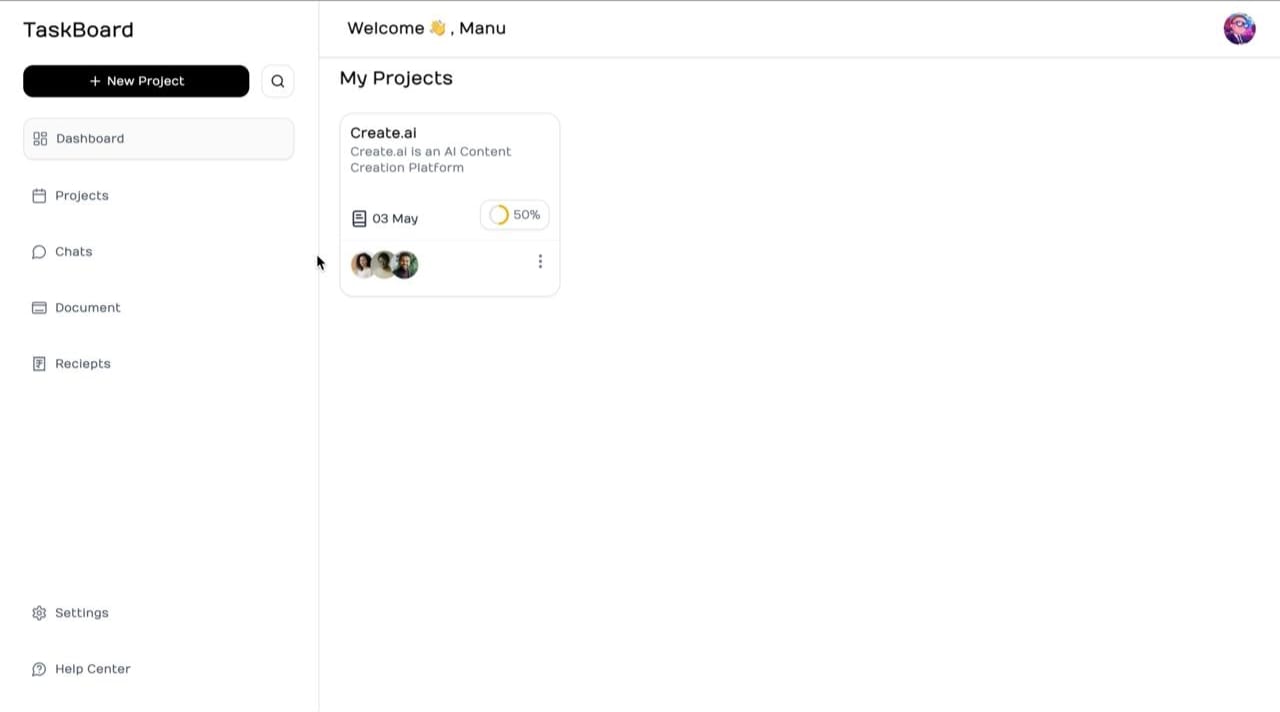 TaskBoard
+ New Project
Dashboard
Projects
Chats
Document
Reciepts
Settings
Help Center
Welcome 👋 , Manu
My Projects
Create.ai
Create.ai is an AI Content
Creation Platform
03 May
50%